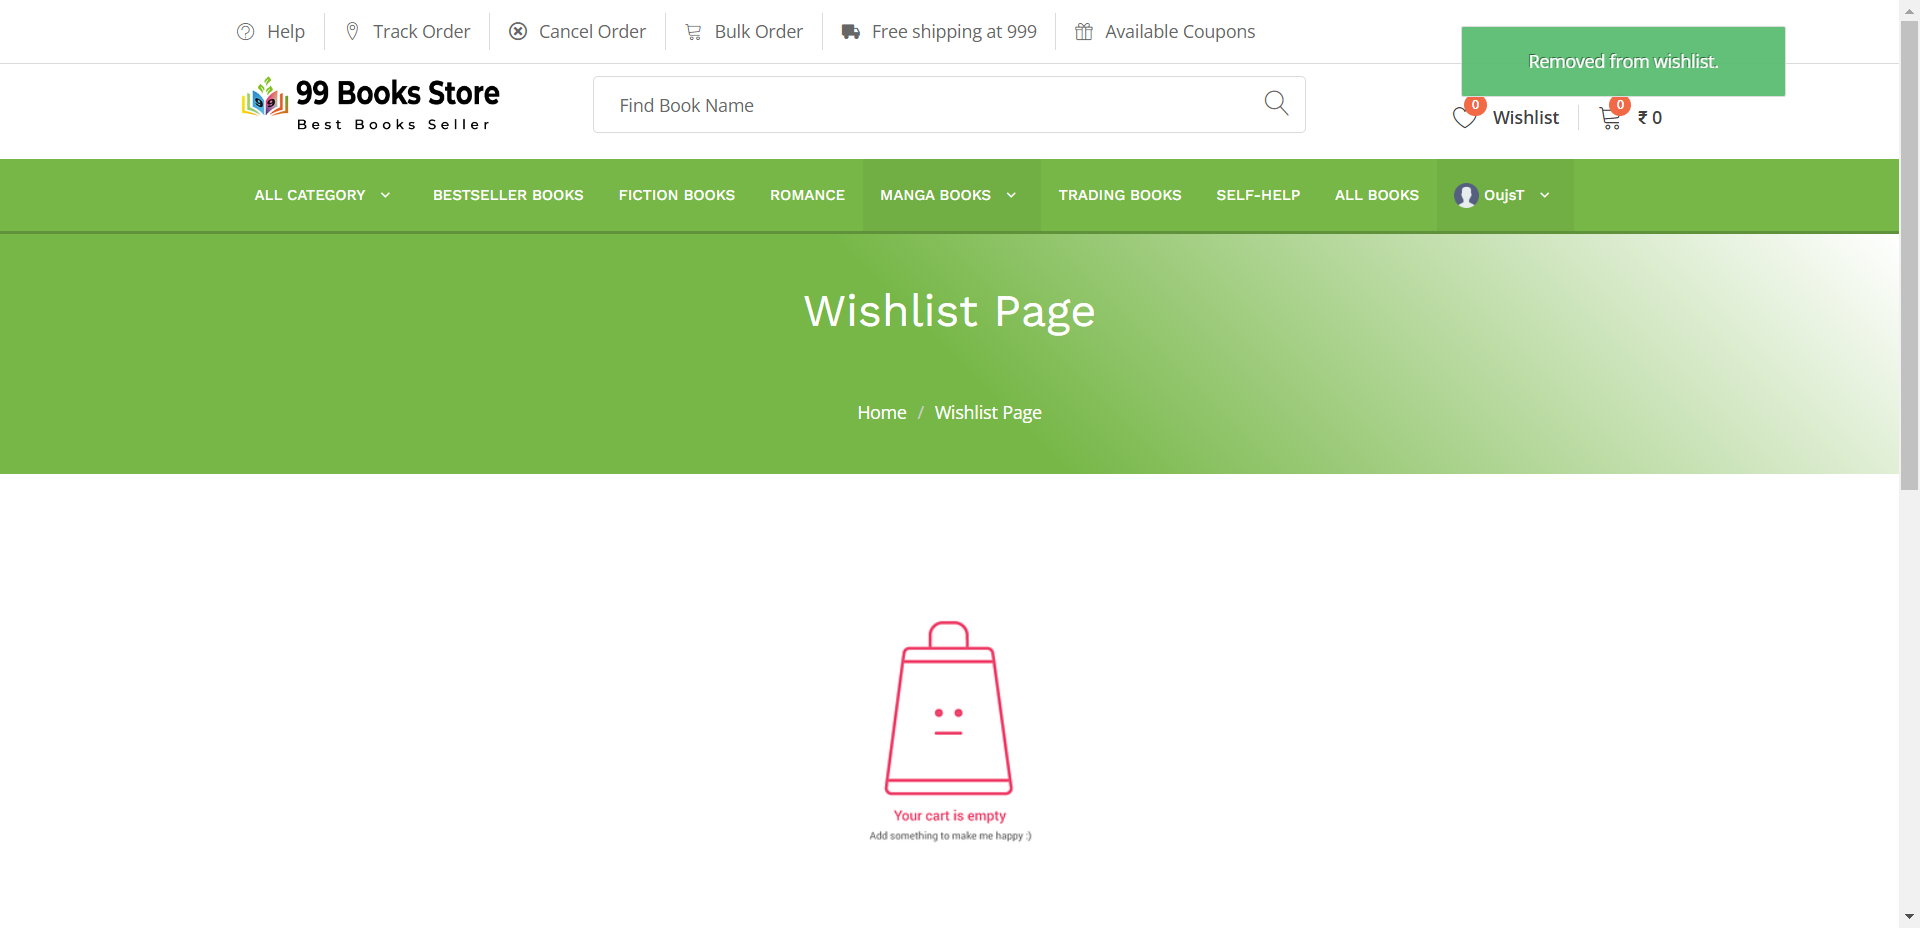 Help
Track Order
Cancel Order
Bulk Order
Free shipping at 999
Available Coupons
Removed from wishlist.
99 Books Store
Best Books Seller
Find Book Name
0
Wishlist
0
₹ 0
ALL CATEGORY
BESTSELLER BOOKS
FICTION BOOKS
ROMANCE
MANGA BOOKS
TRADING BOOKS
SELF-HELP
ALL BOOKS
OujsT
Wishlist Page
Home / Wishlist Page
Your cart is empty
Add something to make me happy :)